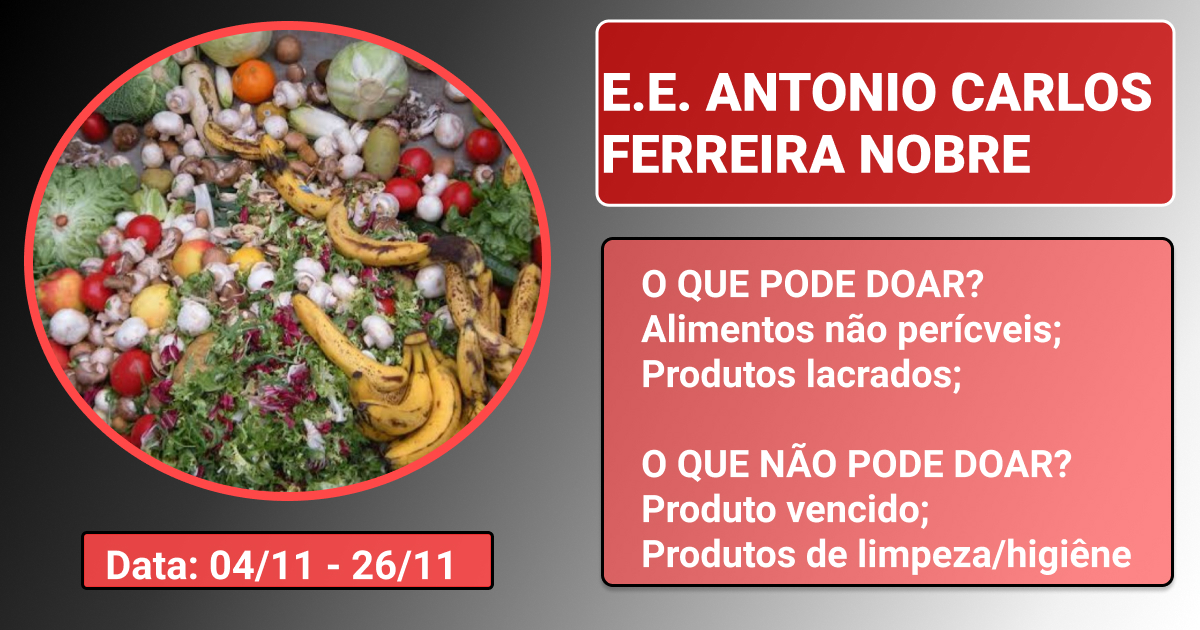 E.E. ANTONIO CARLOS
FERREIRA NOBRE
O QUE PODE DOAR?
Alimentos não perícveis;
Produtos lacrados;
O QUE NÃO PODE DOAR?
Produto vencido;
Produtos de limpeza/higiêne
Data: 04/11 - 26/11